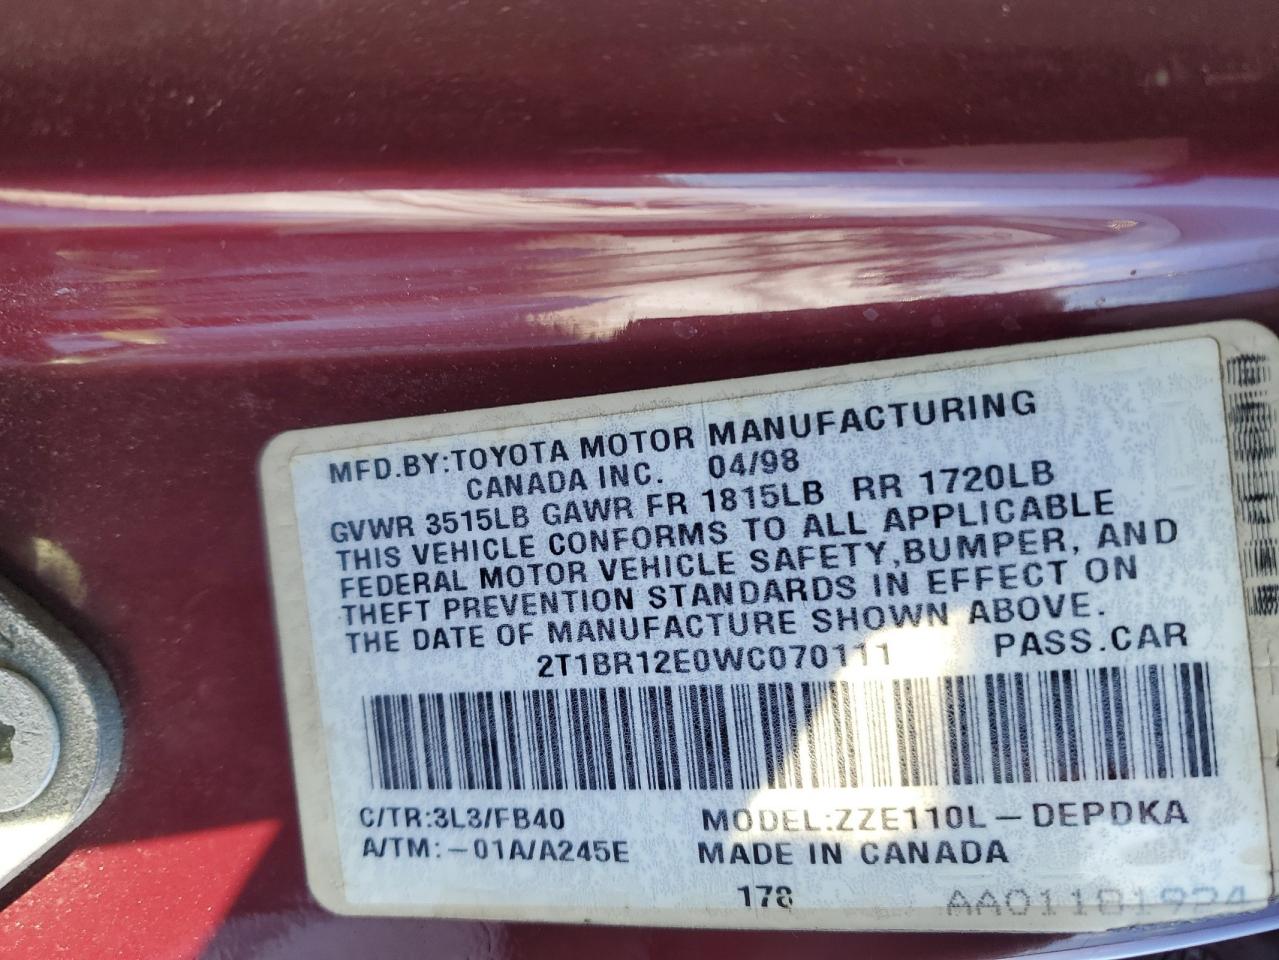 MFD.BY:TOYOTA MOTOR MANUFACTURING
CANADA INC. 04/98
GVWR 3515LB GAWR FR 1815LB RR 1720LB
THIS VEHICLE CONFORMS TO ALL APPLICABLE
FEDERAL MOTOR VEHICLE SAFETY,BUMPER, AND
THEFT PREVENTION STANDARDS IN EFFECT ON
THE DATE OF MANUFACTURE SHOWN ABOVE.
2T1BR12E0WC070111 PASS.CAR
C/TR:3L3/FB40 MODEL:ZZE110L-DEPDKA
A/TM:-01A/A245E MADE IN CANADA
178 AA01181924